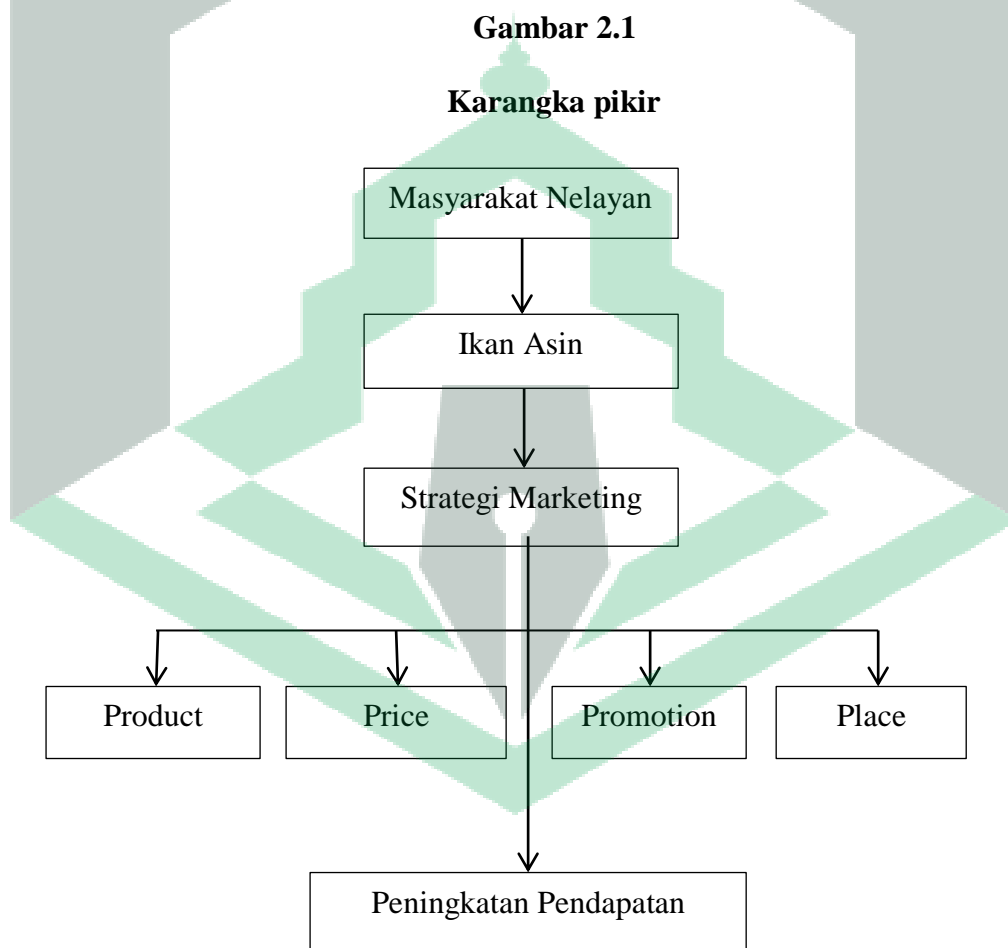 Gambar 2.1
Karangka pikir
Masyarakat Nelayan
Ikan Asin
Strategi Marketing
Product
Price
Promotion
Place
Peningkatan Pendapatan